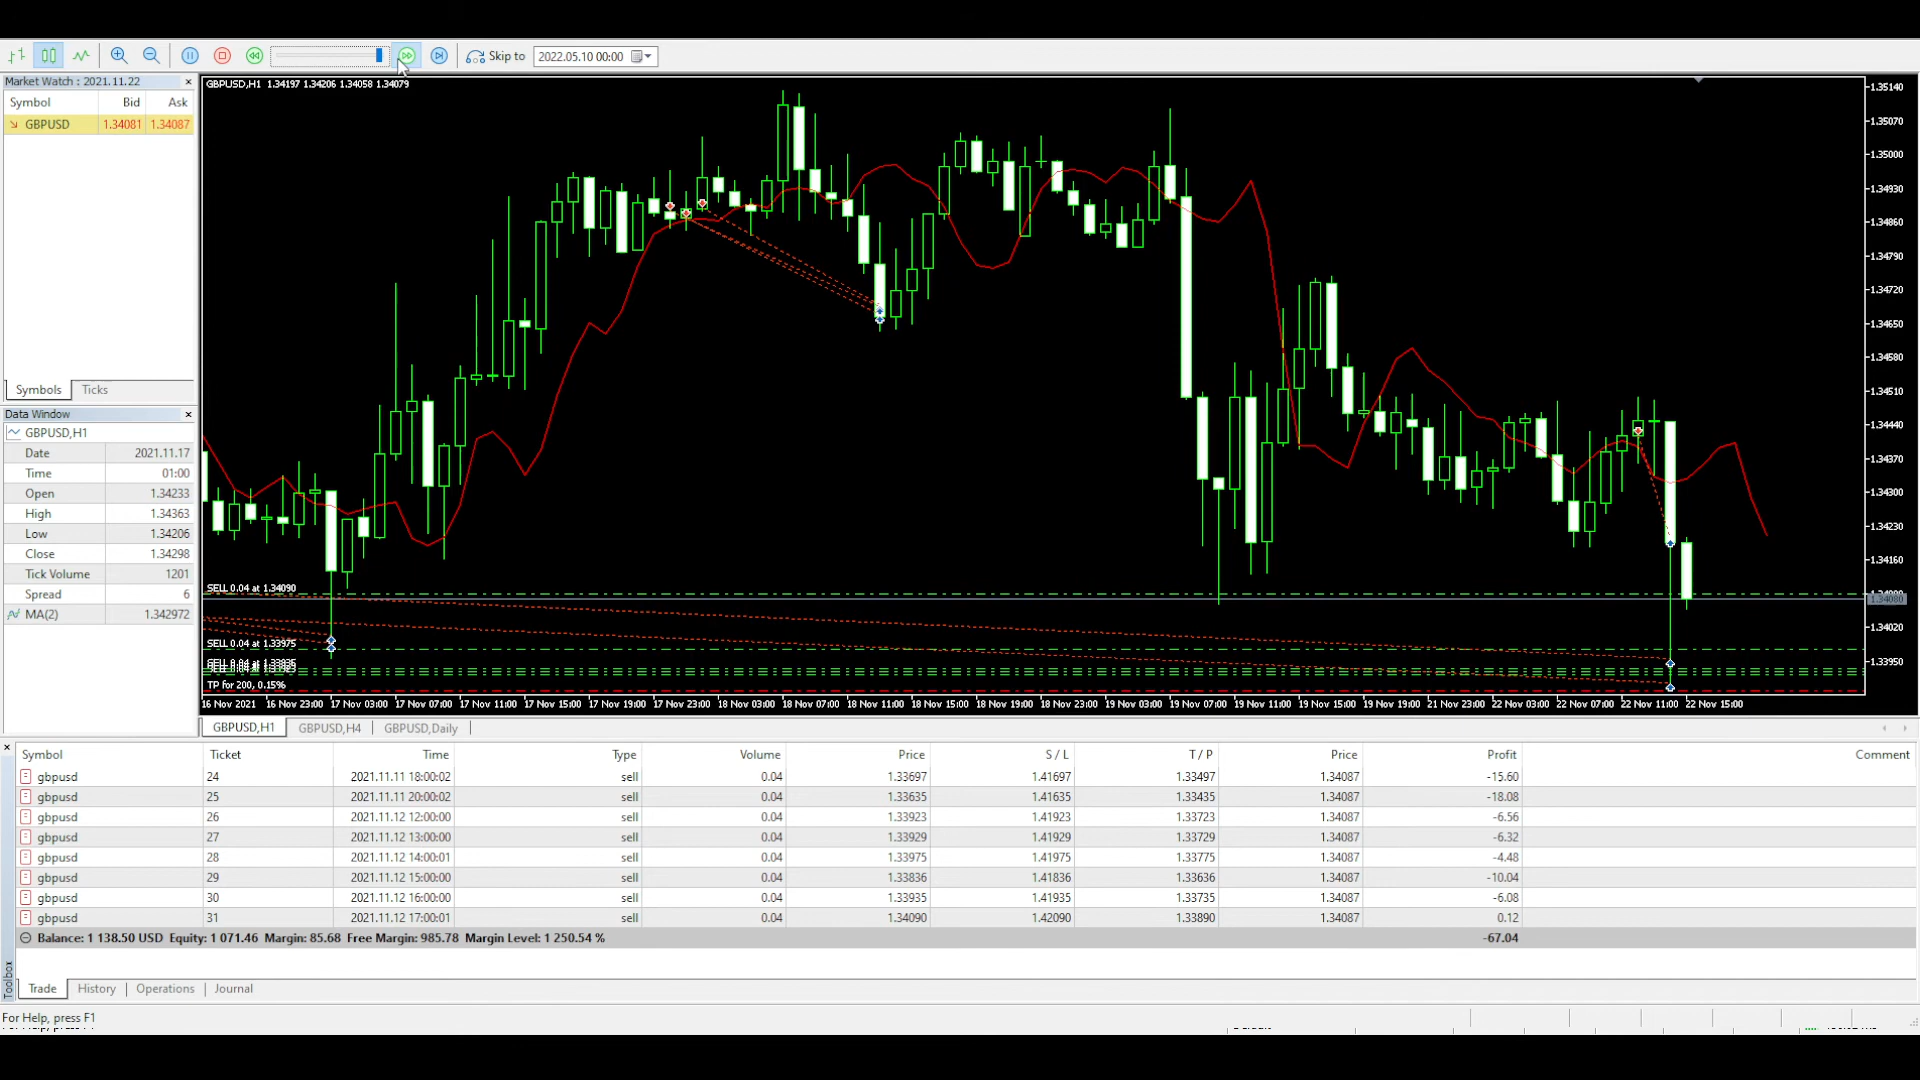 Skip to 2022.05.10 00:00
Market Watch : 2021.11.22
Symbol Bid Ask
GBPUSD 1.34081 1.34087
Symbols Ticks
Data Window
GBPUSD,H1
Date 2021.11.17
Time 01:00
Open 1.34233
High 1.34363
Low 1.34206
Close 1.34298
Tick Volume 1201
Spread 6
MA(2) 1.342972
GBPUSD,H1 1.34197 1.34206 1.34058 1.34079
1.35140
1.35070
1.35000
1.34930
1.34860
1.34790
1.34720
1.34650
1.34580
1.34510
1.34440
1.34370
1.34300
1.34230
1.34160
1.34080
1.34020
1.33950
SELL 0.04 at 1.34090
SELL 0.04 at 1.33975
TP for 200, 0.15%
16 Nov 2021 16 Nov 23:00 17 Nov 03:00 17 Nov 07:00 17 Nov 11:00 17 Nov 15:00 17 Nov 19:00 17 Nov 23:00 18 Nov 03:00 18 Nov 07:00 18 Nov 11:00 18 Nov 15:00 18 Nov 19:00 18 Nov 23:00 19 Nov 03:00 19 Nov 07:00 19 Nov 11:00 19 Nov 15:00 19 Nov 19:00 21 Nov 23:00 22 Nov 03:00 22 Nov 07:00 22 Nov 11:00 22 Nov 15:00
GBPUSD,H1 GBPUSD,H4 GBPUSD,Daily
Symbol Ticket Time Type Volume Price S / L T / P Price Profit Comment
gbpusd 24 2021.11.11 18:00:02 sell 0.04 1.33697 1.41697 1.33497 1.34087 -15.60
gbpusd 25 2021.11.11 20:00:02 sell 0.04 1.33635 1.41635 1.33435 1.34087 -18.08
gbpusd 26 2021.11.12 12:00:00 sell 0.04 1.33923 1.41923 1.33723 1.34087 -6.56
gbpusd 27 2021.11.12 13:00:00 sell 0.04 1.33929 1.41929 1.33729 1.34087 -6.32
gbpusd 28 2021.11.12 14:00:01 sell 0.04 1.33975 1.41975 1.33775 1.34087 -4.48
gbpusd 29 2021.11.12 15:00:00 sell 0.04 1.33836 1.41836 1.33636 1.34087 -10.04
gbpusd 30 2021.11.12 16:00:00 sell 0.04 1.33935 1.41935 1.33735 1.34087 -6.08
gbpusd 31 2021.11.12 17:00:01 sell 0.04 1.34090 1.42090 1.33890 1.34087 0.12
Balance: 1 138.50 USD Equity: 1 071.46 Margin: 85.68 Free Margin: 985.78 Margin Level: 1 250.54 % -67.04
Toolbox
Trade History Operations Journal
For Help, press F1